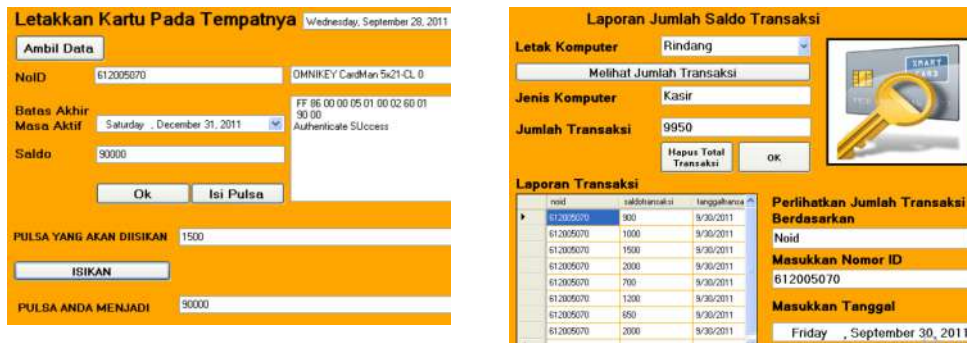 Letakkan Kartu Pada Tempatnya
Wednesday, September 28, 2011
Ambil Data
NoID
612005070
OMNIKEY CardMan 5x21-CL 0
Batas Akhir
Masa Aktif
Saturday , December 31, 2011
FF 86 00 00 05 01 00 02 60 01
90 00
Authenticate SUccess
Saldo
90000
Ok
Isi Pulsa
PULSA YANG AKAN DIISIKAN
1500
ISIKAN
PULSA ANDA MENJADI
90000
Laporan Jumlah Saldo Transaksi
Letak Komputer
Rindang
Melihat Jumlah Transaksi
Jenis Komputer
Kasir
Jumlah Transaksi
9950
Hapus Total
Transaksi
OK
SMART
CARD
Laporan Transaksi
noid saldotransaksi tanggaltransa
612005070 900 9/30/2011
612005070 1000 9/30/2011
612005070 1500 9/30/2011
612005070 2000 9/30/2011
612005070 700 9/30/2011
612005070 1200 9/30/2011
612005070 650 9/30/2011
612005070 2000 9/30/2011
Perlihatkan Jumlah Transaksi
Berdasarkan
Noid
Masukkan Nomor ID
612005070
Masukkan Tanggal
Friday , September 30, 2011